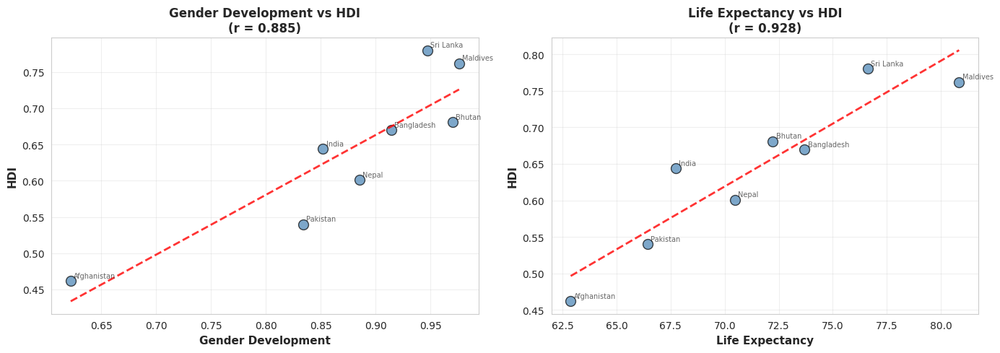 Gender Development vs HDI
(r = 0.885)
HDI
0.75
0.70
0.65
0.60
0.55
0.50
0.45
Sri Lanka
Maldives
Bhutan
Bangladesh
India
Nepal
Pakistan
Afghanistan
0.65 0.70 0.75 0.80 0.85 0.90 0.95
Gender Development
Life Expectancy vs HDI
(r = 0.928)
HDI
0.80
0.75
0.70
0.65
0.60
0.55
0.50
0.45
Sri Lanka
Maldives
Bhutan
Bangladesh
India
Nepal
Pakistan
Afghanistan
62.5 65.0 67.5 70.0 72.5 75.0 77.5 80.0
Life Expectancy